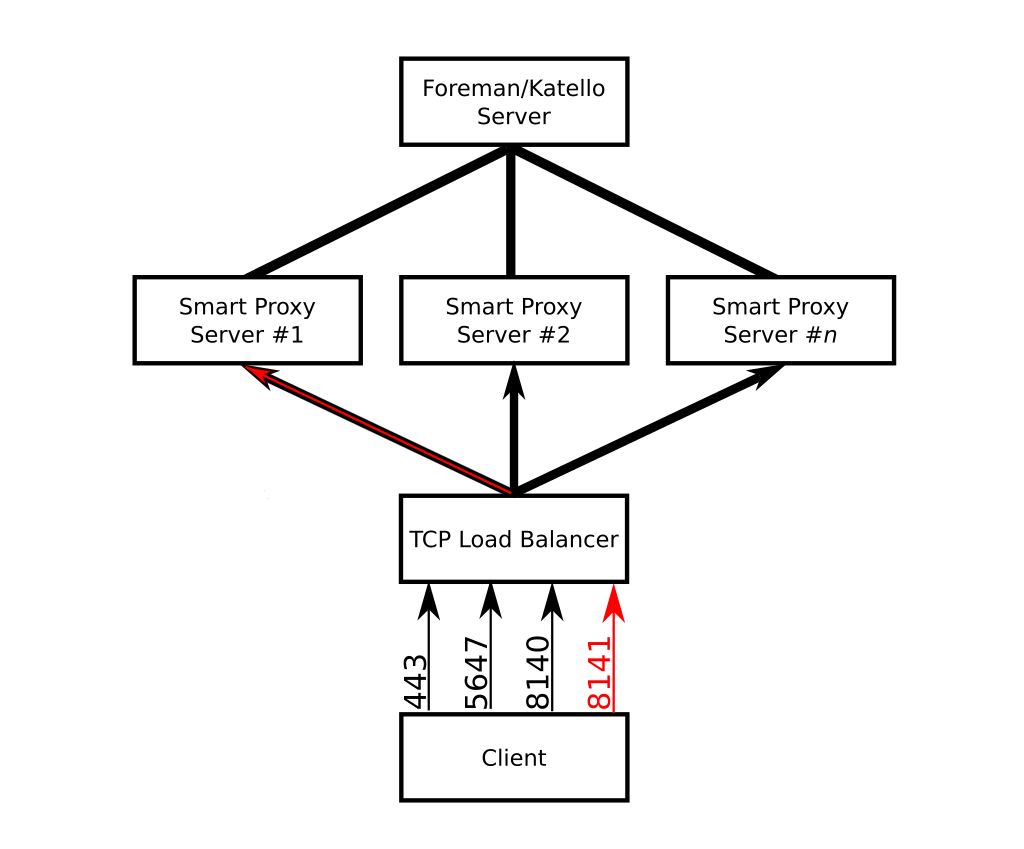 Foreman/Katello
Server
Smart Proxy
Server #1
Smart Proxy
Server #2
Smart Proxy
Server #n
TCP Load Balancer
443
5647
8140
8141
Client